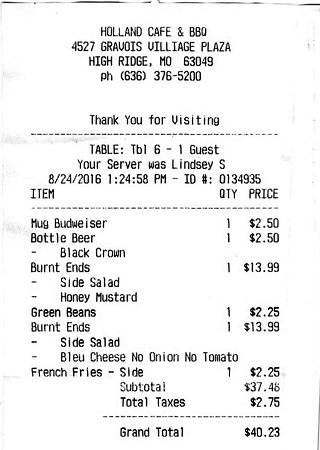 HOLLAND CAFE & BBQ
4527 GRAVOIS VILLIAGE PLAZA
HIGH RIDGE, MO 63049
ph (636) 376-5200
Thank You for Visiting
TABLE: Tbl 6 - 1 Guest
Your Server was Lindsey S
8/24/2016 1:24:58 PM - ID #: 0134935
ITEM QTY PRICE
Mug Budweiser 1 $2.50
Bottle Beer 1 $2.50
- Black Crown
Burnt Ends 1 $13.99
- Side Salad
- Honey Mustard
Green Beans 1 $2.25
Burnt Ends 1 $13.99
- Side Salad
- Bleu Cheese No Onion No Tomato
French Fries - Side 1 $2.25
Subtotal $37.48
Total Taxes $2.75
Grand Total $40.23